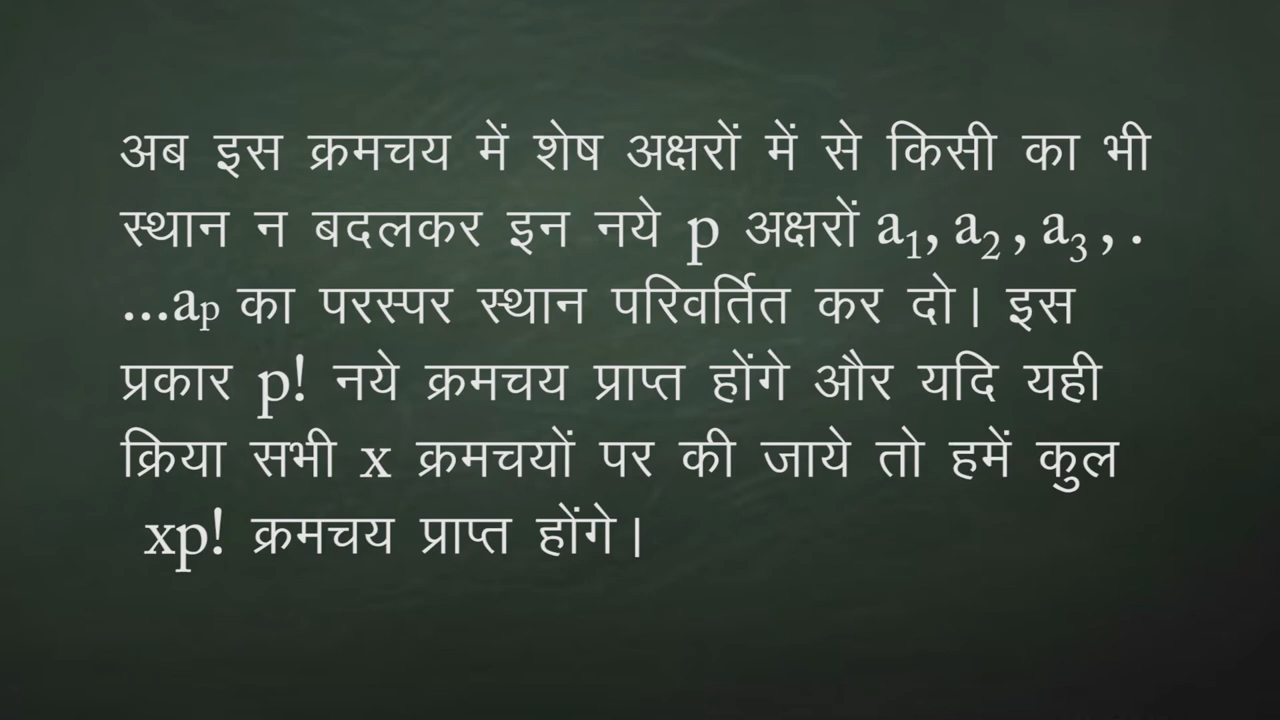 अब इस क्रमचय में शेष अक्षरों में से किसी का भी
स्थान न बदलकर इन नये p अक्षरों a₁, a₂ , a₃ , .
...aₚ का परस्पर स्थान परिवर्तित कर दो। इस
प्रकार p! नये क्रमचय प्राप्त होंगे और यदि यही
क्रिया सभी x क्रमचयों पर की जाये तो हमें कुल
xp! क्रमचय प्राप्त होंगे।